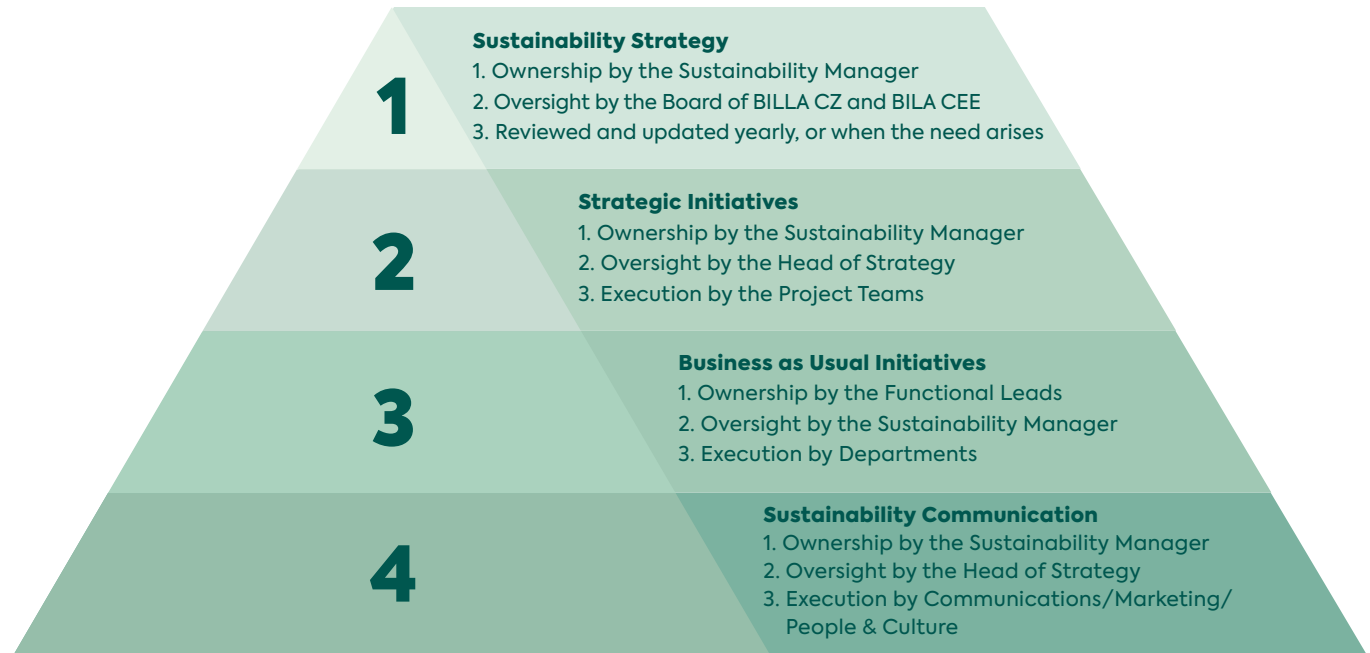 1
Sustainability Strategy
1. Ownership by the Sustainability Manager
2. Oversight by the Board of BILLA CZ and BILA CEE
3. Reviewed and updated yearly, or when the need arises
2
Strategic Initiatives
1. Ownership by the Sustainability Manager
2. Oversight by the Head of Strategy
3. Execution by the Project Teams
3
Business as Usual Initiatives
1. Ownership by the Functional Leads
2. Oversight by the Sustainability Manager
3. Execution by Departments
4
Sustainability Communication
1. Ownership by the Sustainability Manager
2. Oversight by the Head of Strategy
3. Execution by Communications/Marketing/
People & Culture